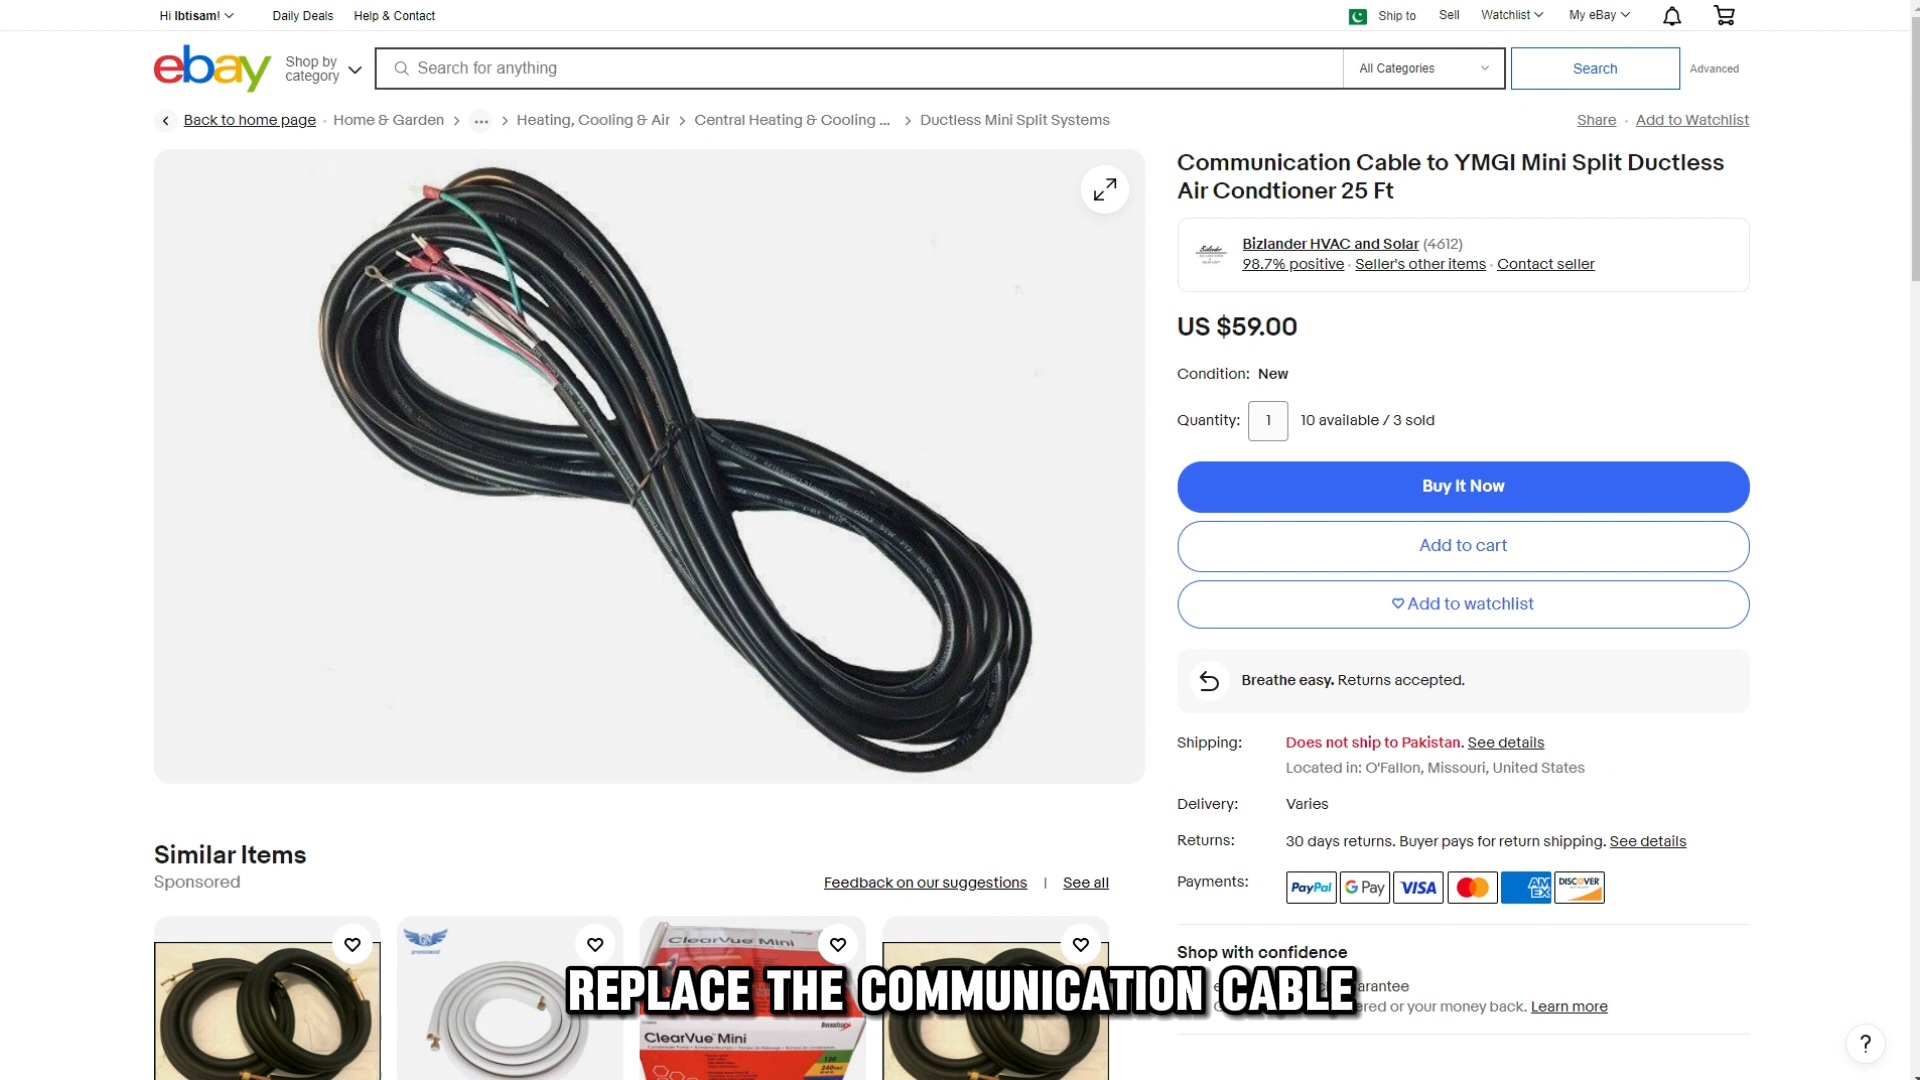 Hi Ibtisam!
Daily Deals
Help & Contact
Ship to
Sell
Watchlist
My eBay
ebay
Shop by
category
Search for anything
All Categories
Search
Advanced
Back to home page
Home & Garden
...
Heating, Cooling & Air
Central Heating & Cooling ...
Ductless Mini Split Systems
Share
Add to Watchlist
Communication Cable to YMGI Mini Split Ductless
Air Condtioner 25 Ft
Bizlander HVAC and Solar (4612)
98.7% positive · Seller's other items · Contact seller
US $59.00
Condition: New
Quantity: 1 10 available / 3 sold
Buy It Now
Add to cart
Add to watchlist
Breathe easy. Returns accepted.
Shipping: Does not ship to Pakistan. See details
Located in: O'Fallon, Missouri, United States
Delivery: Varies
Returns: 30 days returns. Buyer pays for return shipping. See details
Payments: PayPal G Pay VISA AMEX DISCOVER
Similar Items
Sponsored
Feedback on our suggestions | See all
Shop with confidence
ered or your money back. Learn more
ClearVue Mini
ClearVue Mini
REPLACE THE COMMUNICATION CABLE
?